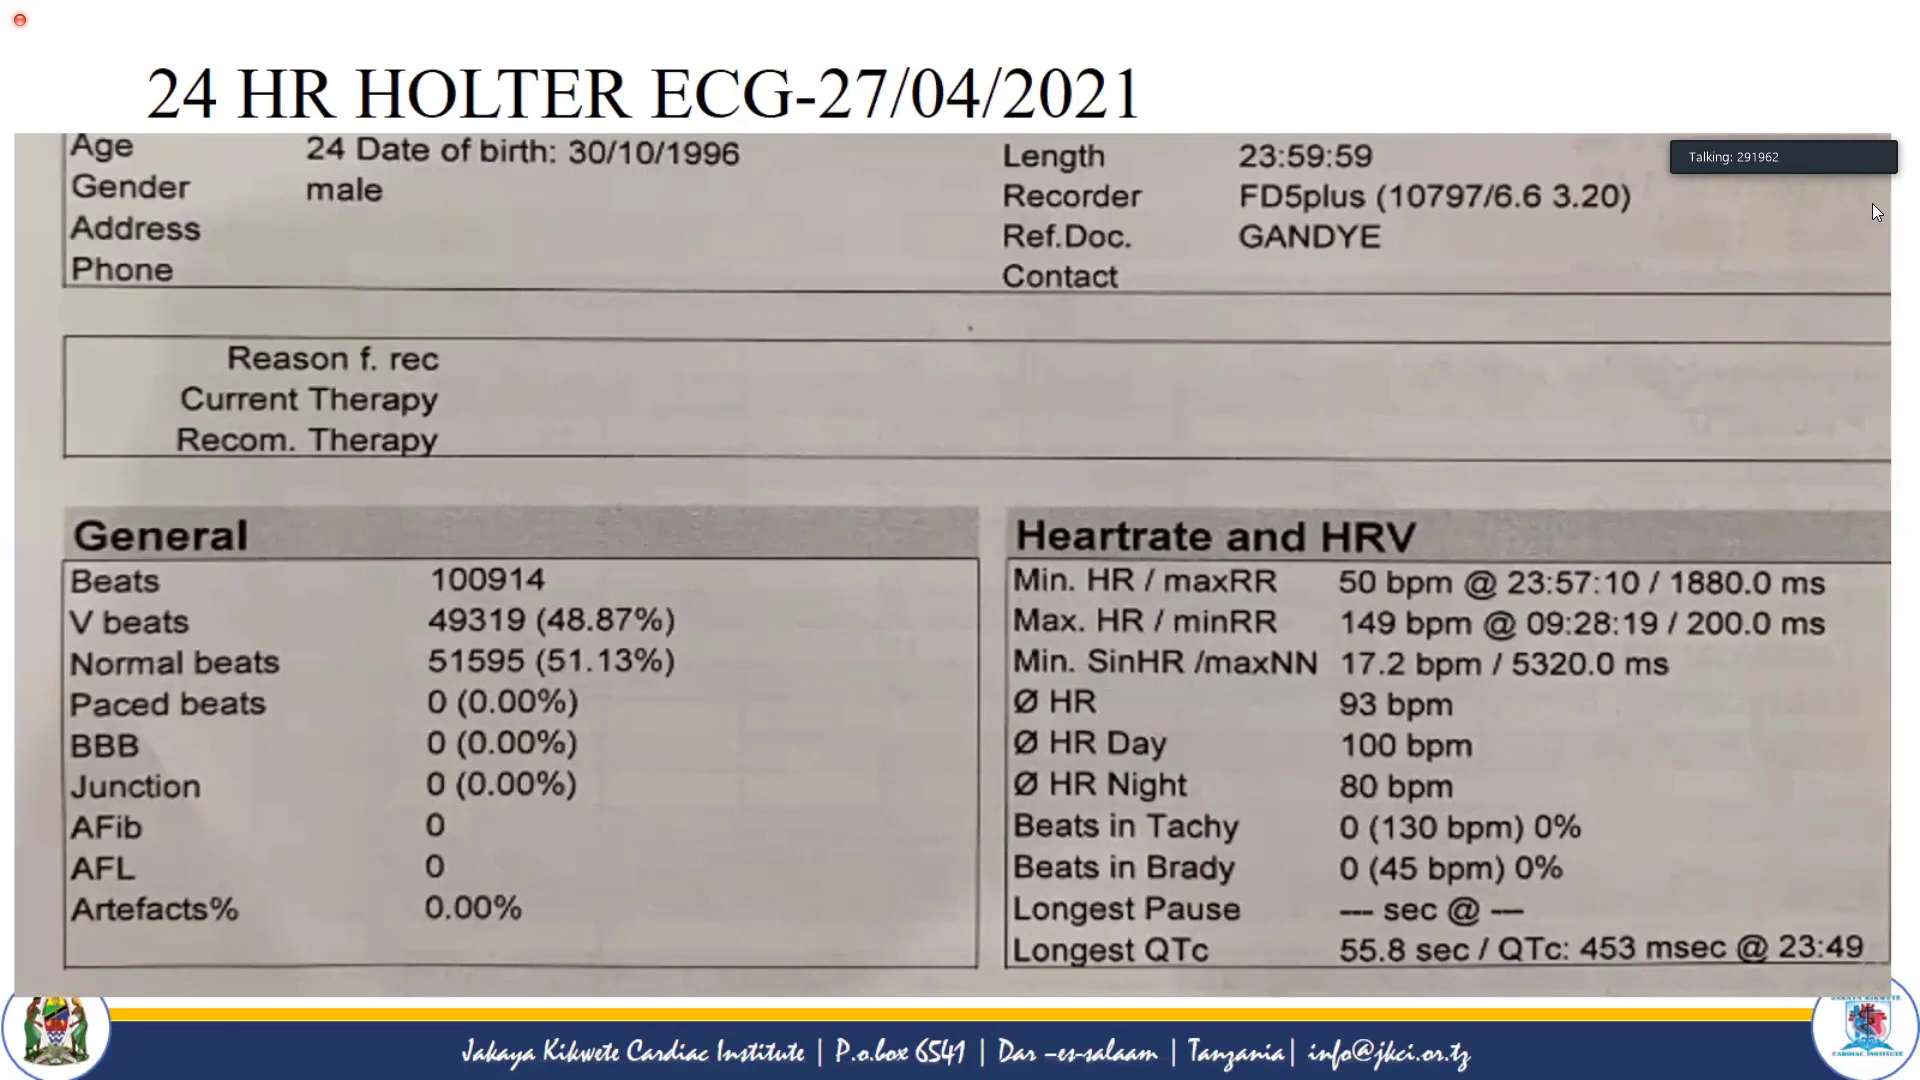 24 HR HOLTER ECG-27/04/2021
Talking: 291962
Age 24 Date of birth: 30/10/1996
Gender male
Address
Phone
Length 23:59:59
Recorder FD5plus (10797/6.6 3.20)
Ref.Doc. GANDYE
Contact
Reason f. rec
Current Therapy
Recom. Therapy
General
Beats 100914
V beats 49319 (48.87%)
Normal beats 51595 (51.13%)
Paced beats 0 (0.00%)
BBB 0 (0.00%)
Junction 0 (0.00%)
AFib 0
AFL 0
Artefacts% 0.00%
Heartrate and HRV
Min. HR / maxRR 50 bpm @ 23:57:10 / 1880.0 ms
Max. HR / minRR 149 bpm @ 09:28:19 / 200.0 ms
Min. SinHR /maxNN 17.2 bpm / 5320.0 ms
Ø HR 93 bpm
Ø HR Day 100 bpm
Ø HR Night 80 bpm
Beats in Tachy 0 (130 bpm) 0%
Beats in Brady 0 (45 bpm) 0%
Longest Pause --- sec @ ---
Longest QTc 55.8 sec / QTc: 453 msec @ 23:49
Jakaya Kikwete Cardiac Institute | P.o.box 6541 | Dar –es-salaam | Tanzania| info@jkci.or.tz
JAKAYA KIKWETE
CARDIAC INSTITUTE